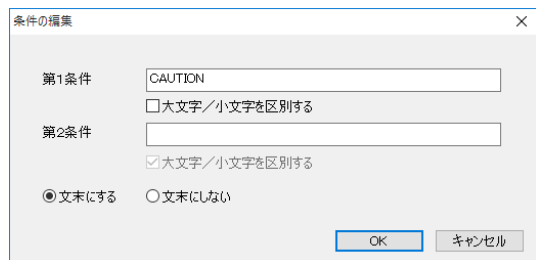 条件の編集
第1条件
CAUTION
大文字／小文字を区別する
第2条件
大文字／小文字を区別する
文末にする 文末にしない
OK キャンセル